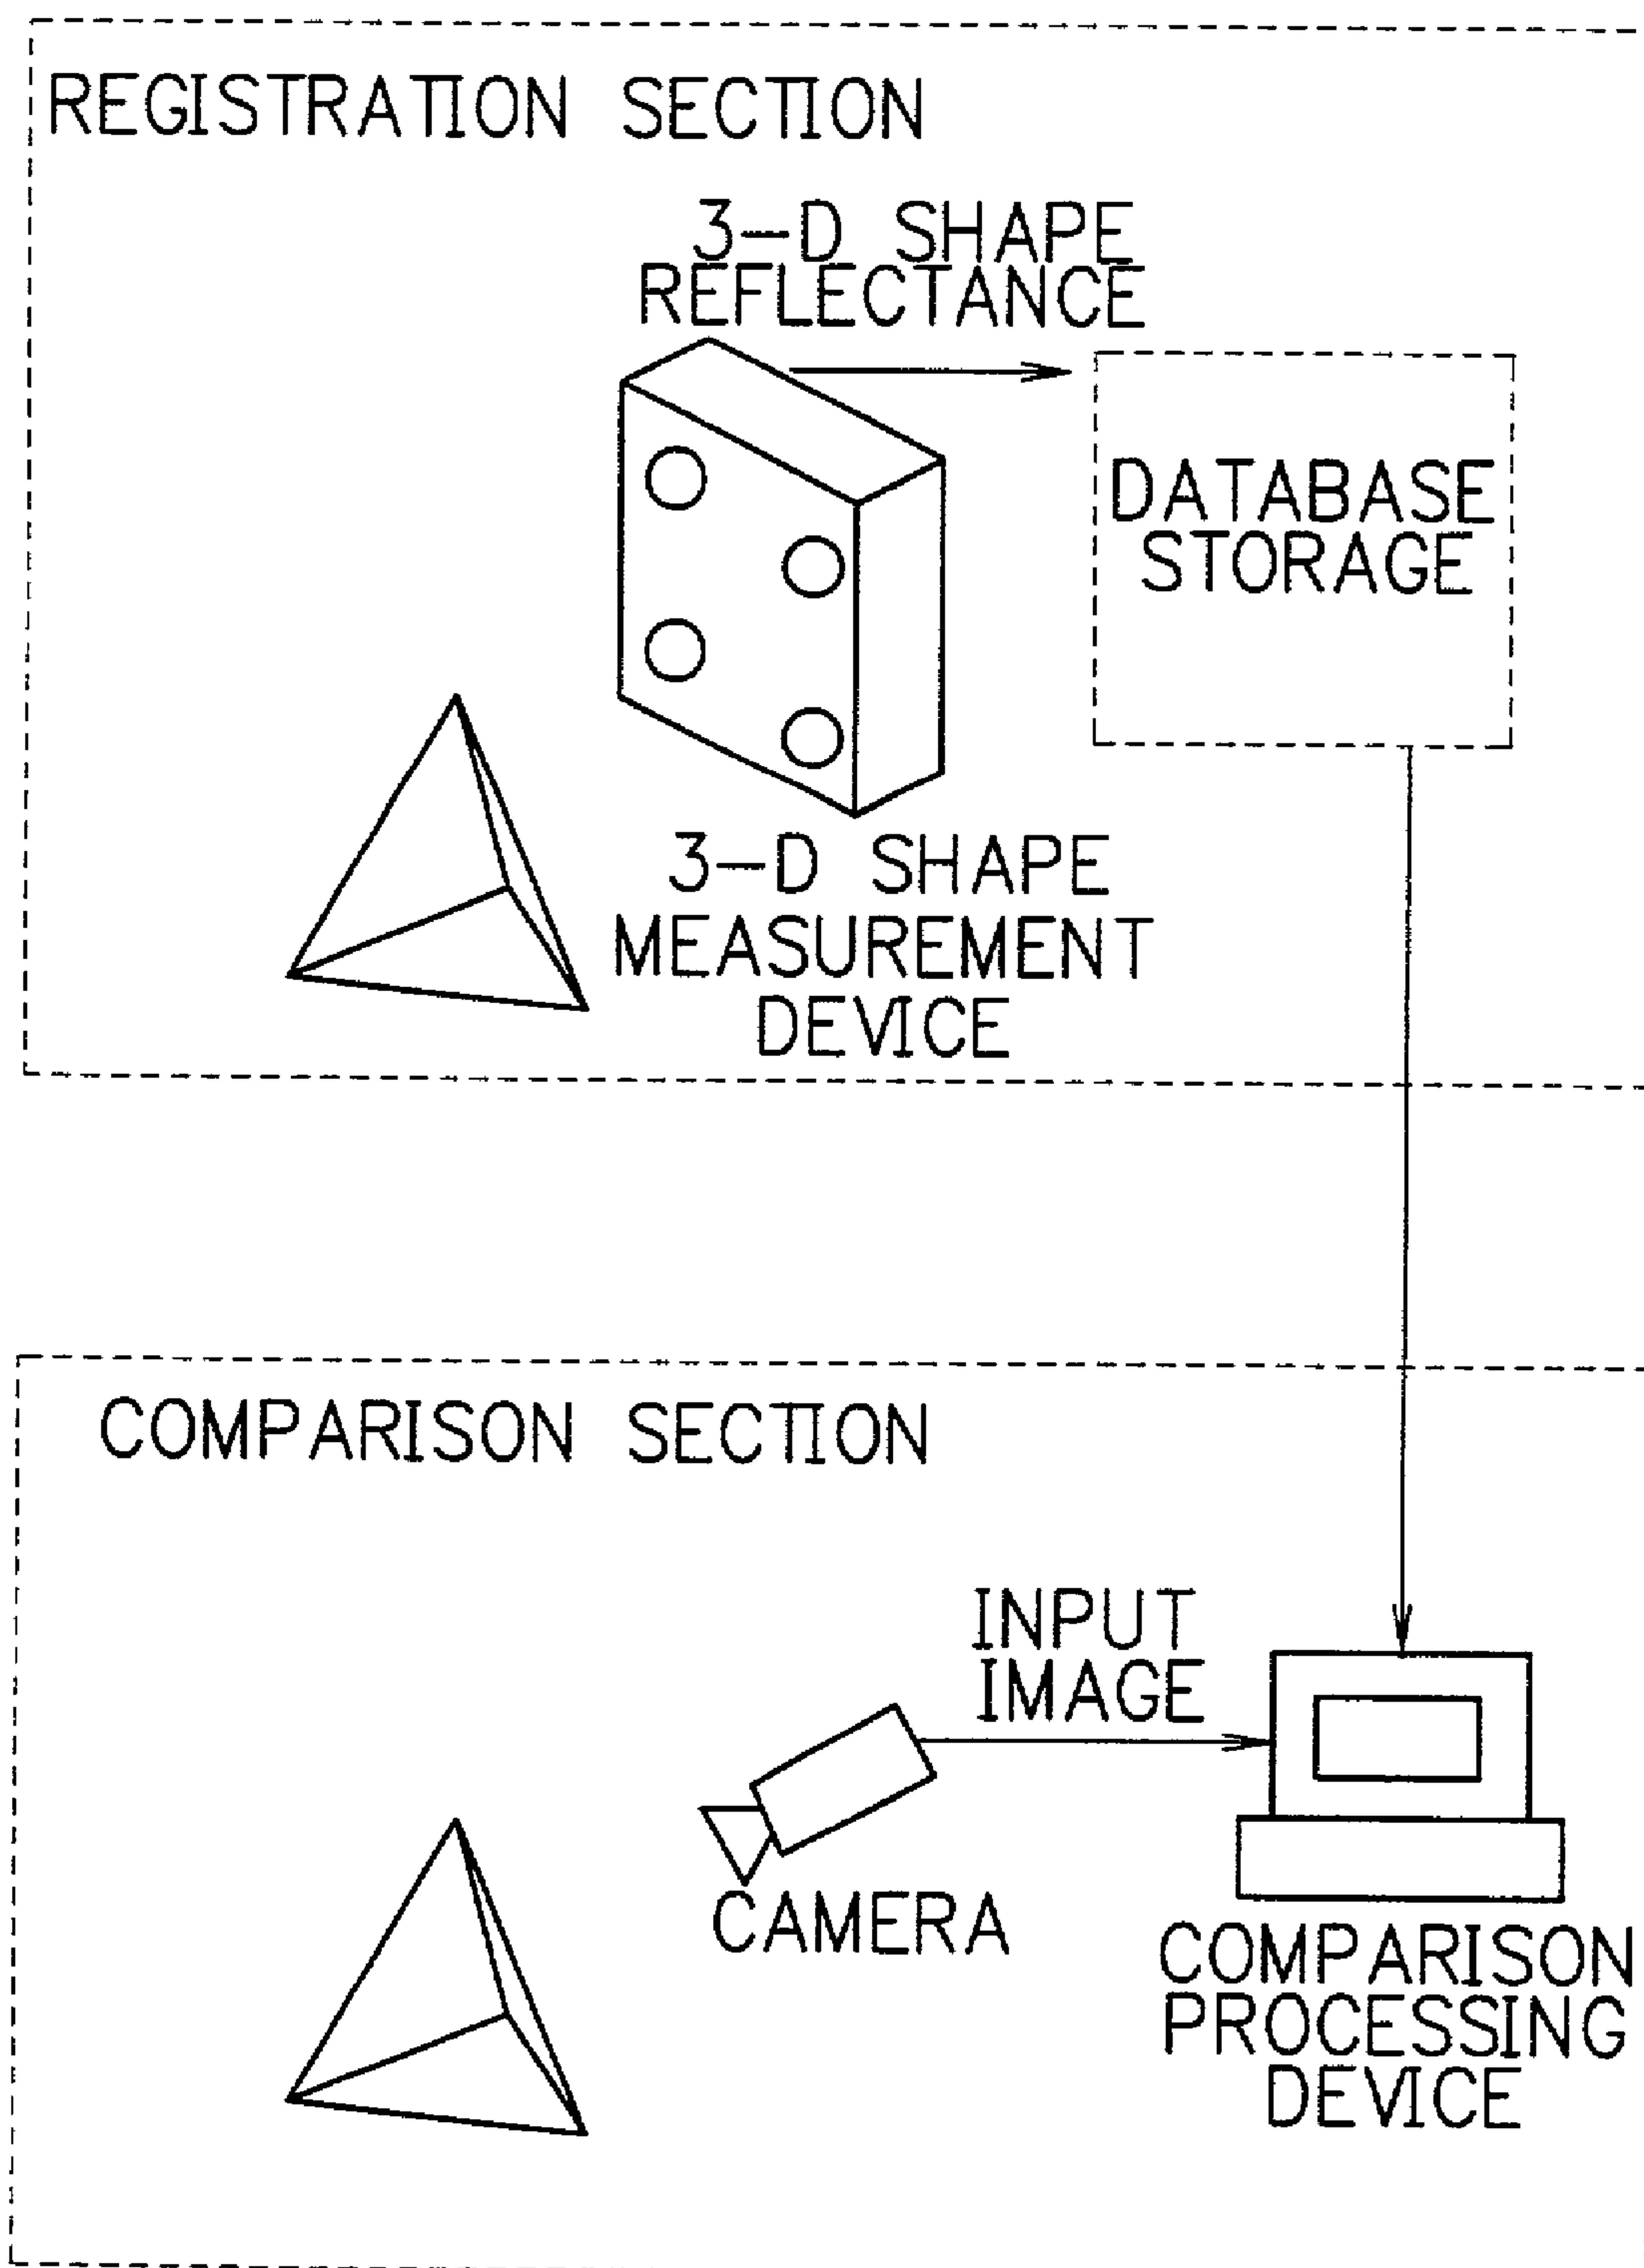 REGISTRATION SECTION
3-D SHAPE
REFLECTANCE
DATABASE
STORAGE
3-D SHAPE
MEASUREMENT
DEVICE
COMPARISON SECTION
INPUT
IMAGE
CAMERA
COMPARISON
PROCESSING
DEVICE